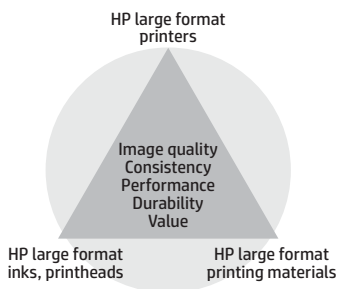 HP large format
printers
Image quality
Consistency
Performance
Durability
Value
HP large format
inks, printheads
HP large format
printing materials